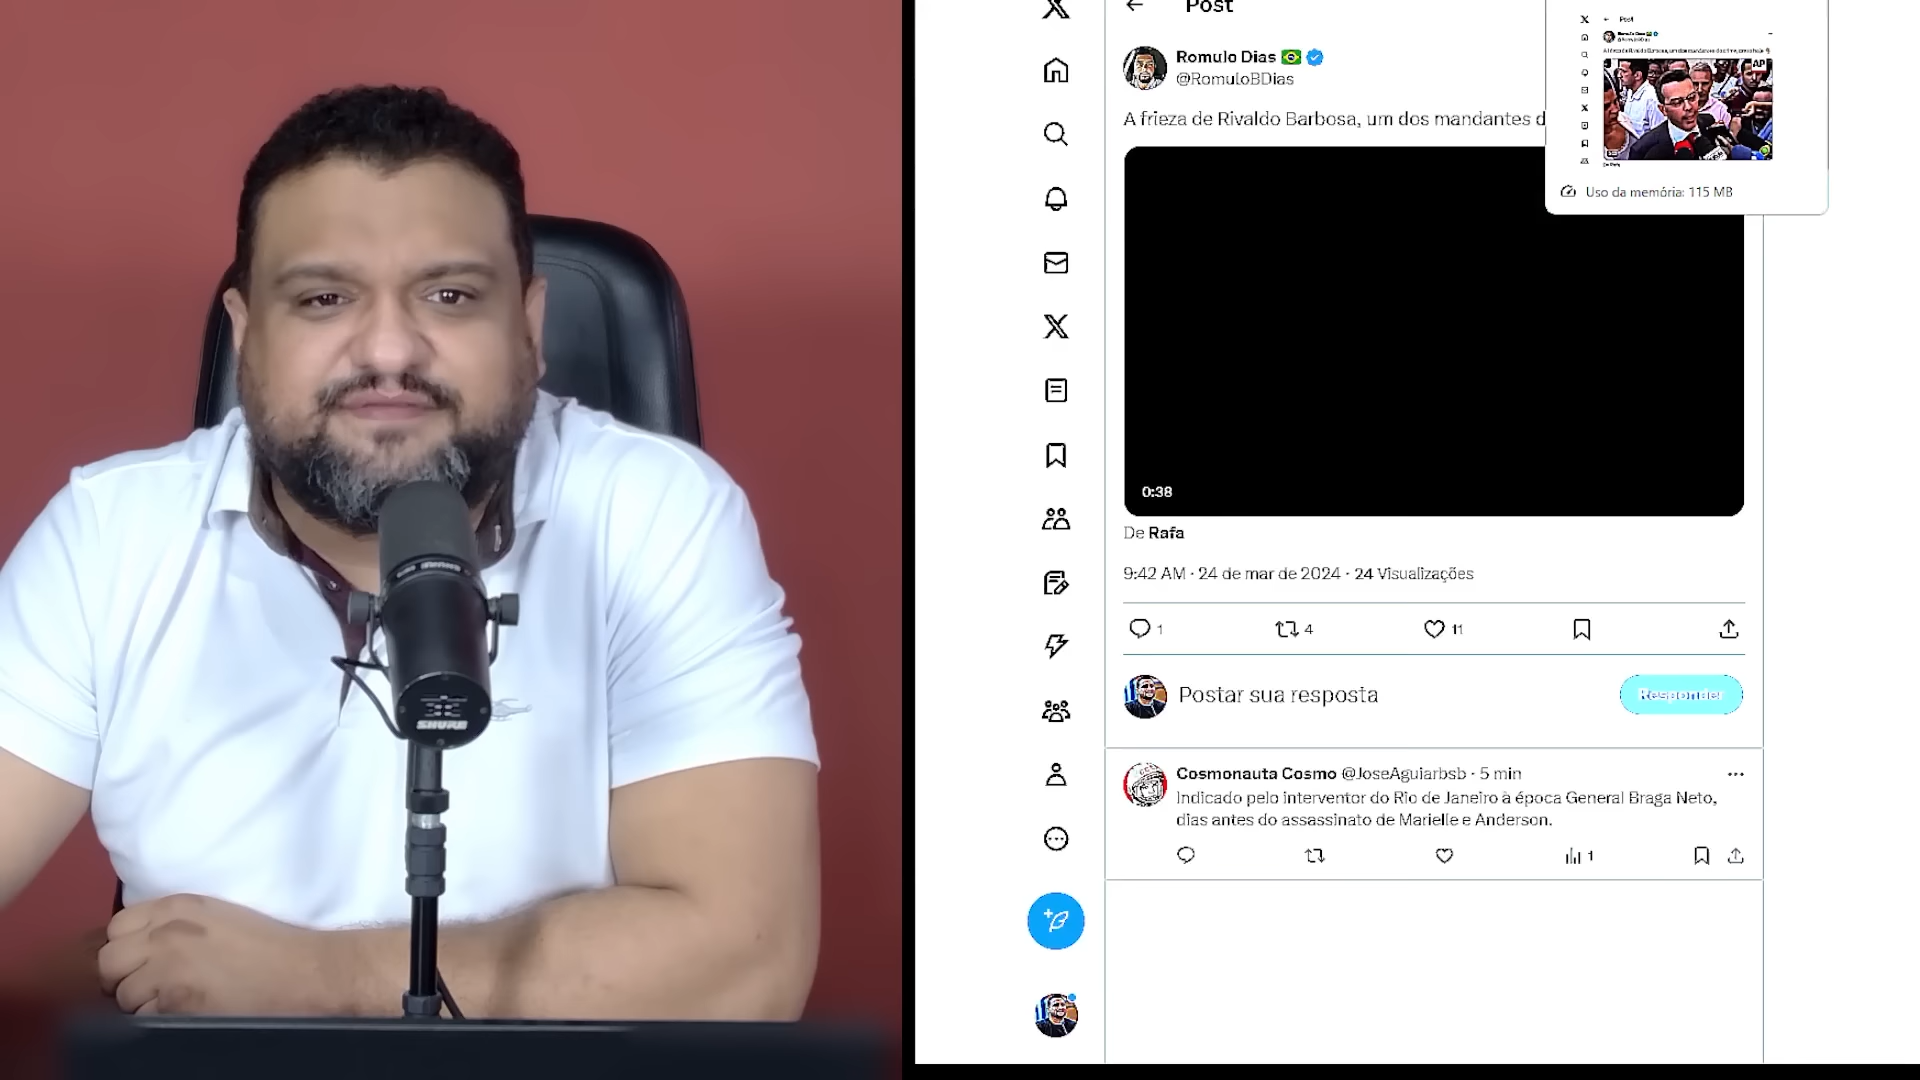 Post
Romulo Dias
@RomuloBDias
A frieza de Rivaldo Barbosa, um dos mandantes d
0:38
De Rafa
9:42 AM · 24 de mar de 2024 · 24 Visualizações
1 4 11
Postar sua resposta
Responder
Cosmonauta Cosmo @JoseAguiarbsb · 5 min
Indicado pelo interventor do Rio de Janeiro à época General Braga Neto,
dias antes do assassinato de Marielle e Anderson.
1
Post
AP
Uso da memória: 115 MB
SHURE